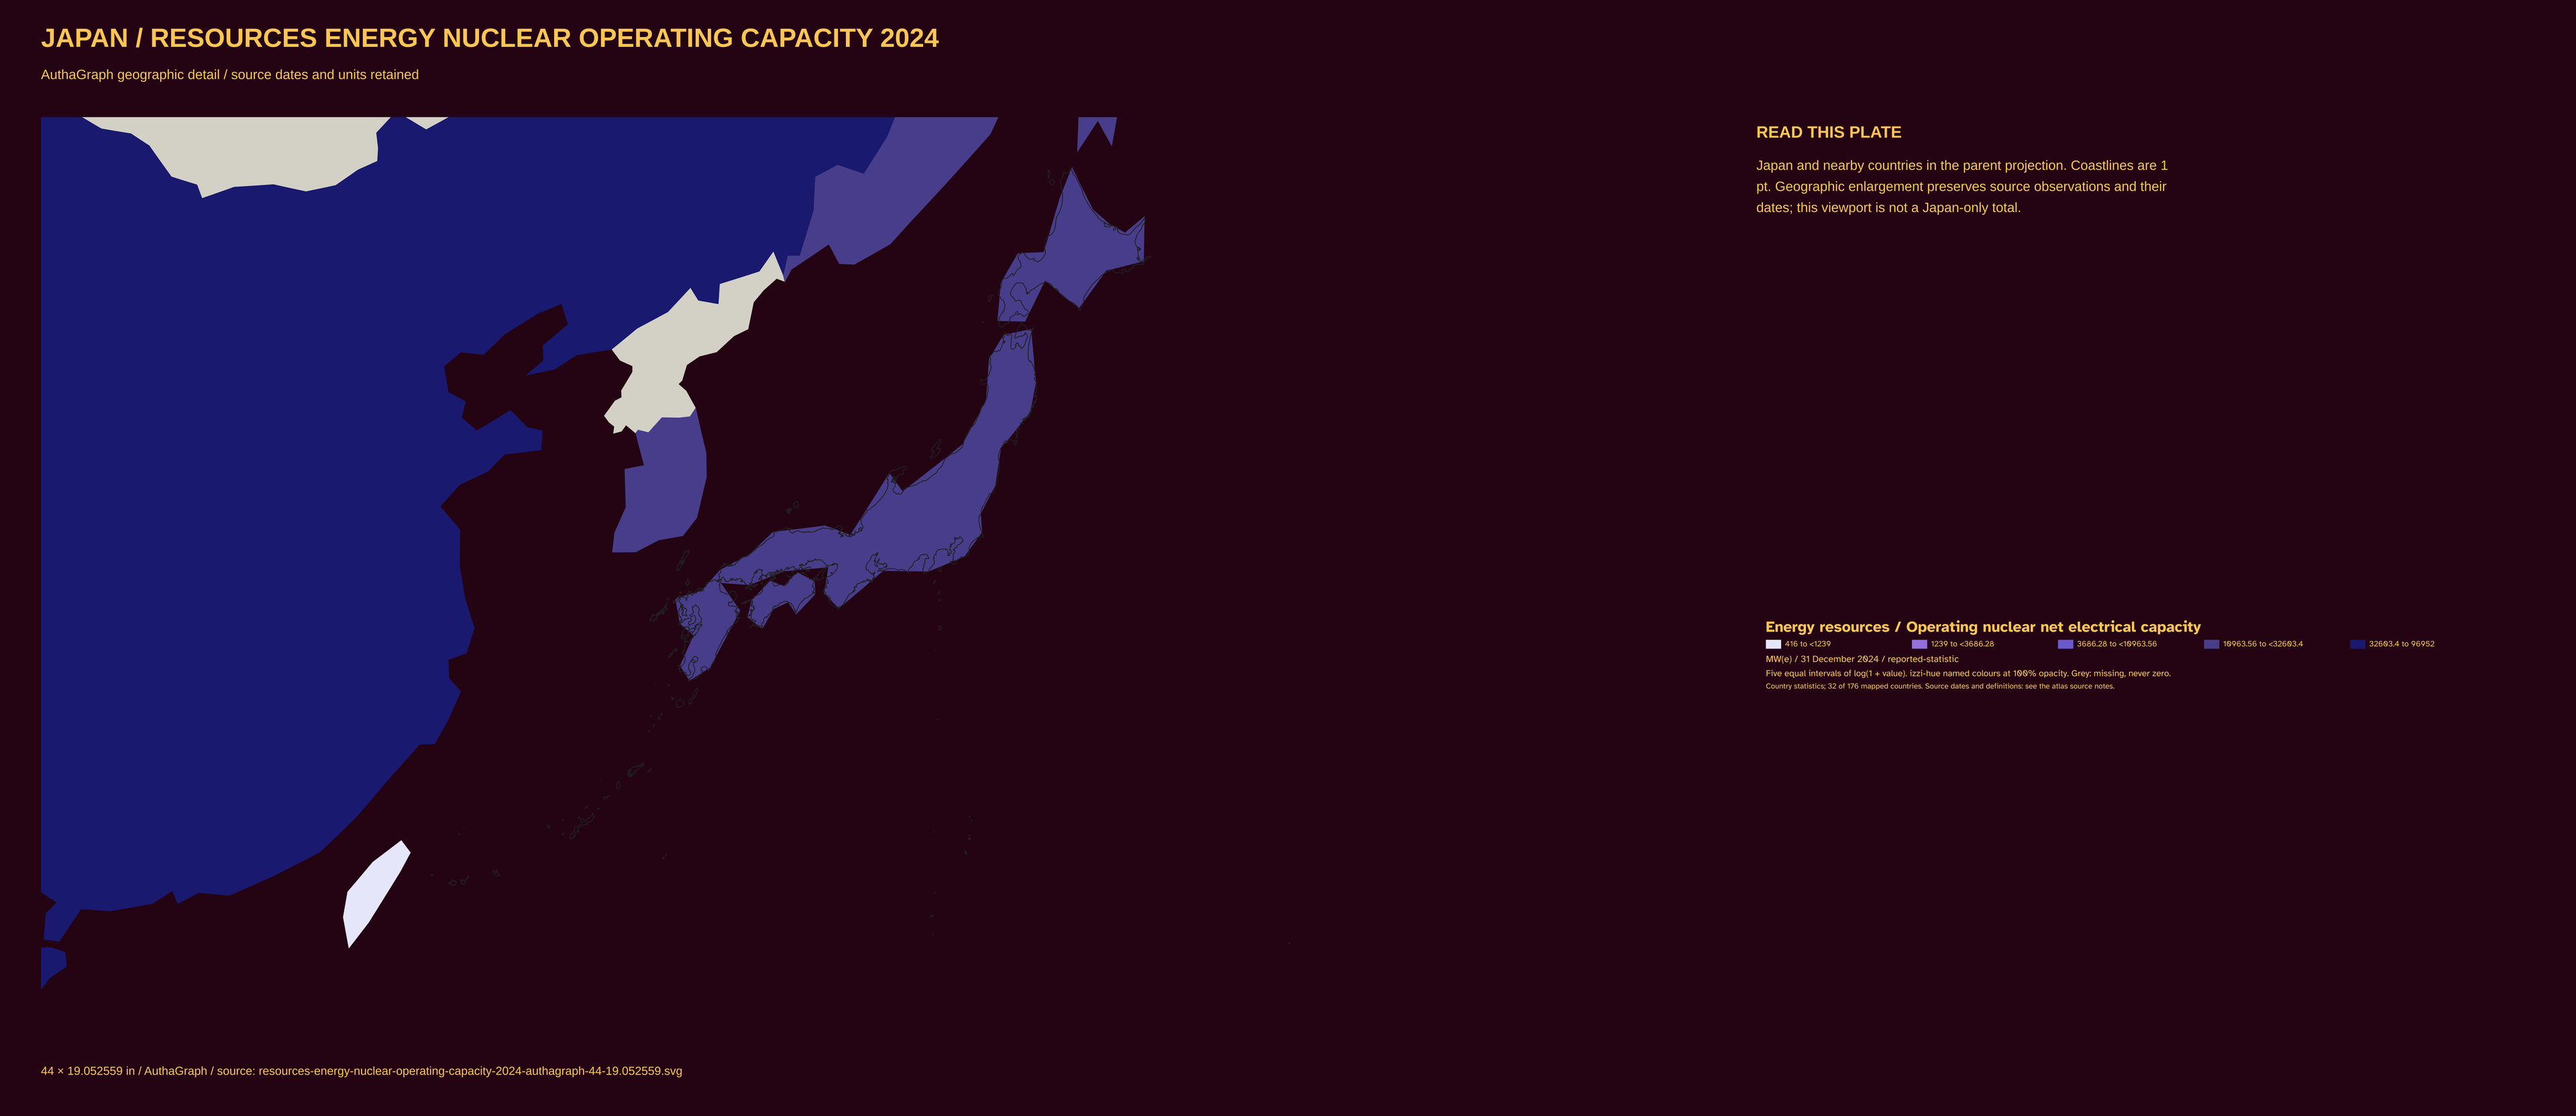 JAPAN / RESOURCES ENERGY NUCLEAR OPERATING CAPACITY 2024
AuthaGraph geographic detail / source dates and units retained
READ THIS PLATE
Japan and nearby countries in the parent projection. Coastlines are 1
pt. Geographic enlargement preserves source observations and their
dates; this viewport is not a Japan-only total.
Energy resources / Operating nuclear net electrical capacity
416 to <1239
1239 to <3686.28
3686.28 to <10963.56
10963.56 to <32603.4
32603.4 to 96952
MW(e) / 31 December 2024 / reported-statistic
Five equal intervals of log(1 + value). izzi-hue named colours at 100% opacity. Grey: missing, never zero.
Country statistics; 32 of 176 mapped countries. Source dates and definitions: see the atlas source notes.
44 × 19.052559 in / AuthaGraph / source: resources-energy-nuclear-operating-capacity-2024-authagraph-44-19.052559.svg